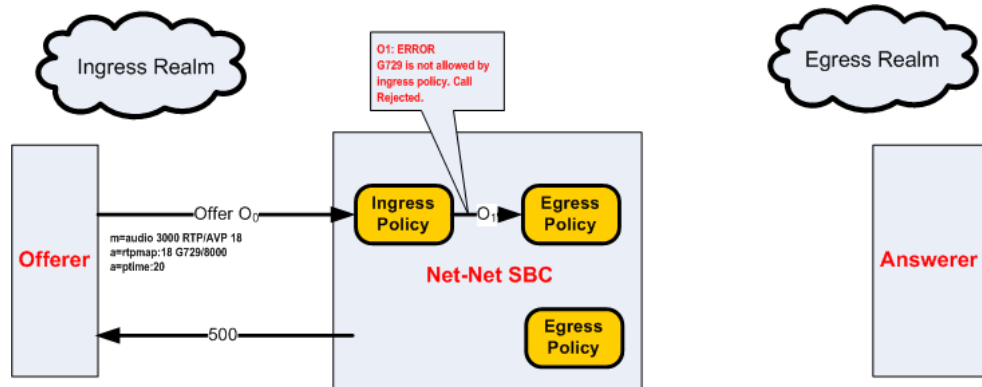 Ingress Realm
Egress Realm
O1: ERROR
G729 is not allowed by
ingress policy. Call
Rejected.
Offerer
Offer O0
m=audio 3000 RTP/AVP 18
a=rtpmap:18 G729/8000
a=ptime:20
Ingress
Policy
O1
Egress
Policy
Net-Net SBC
Answerer
500
Egress
Policy